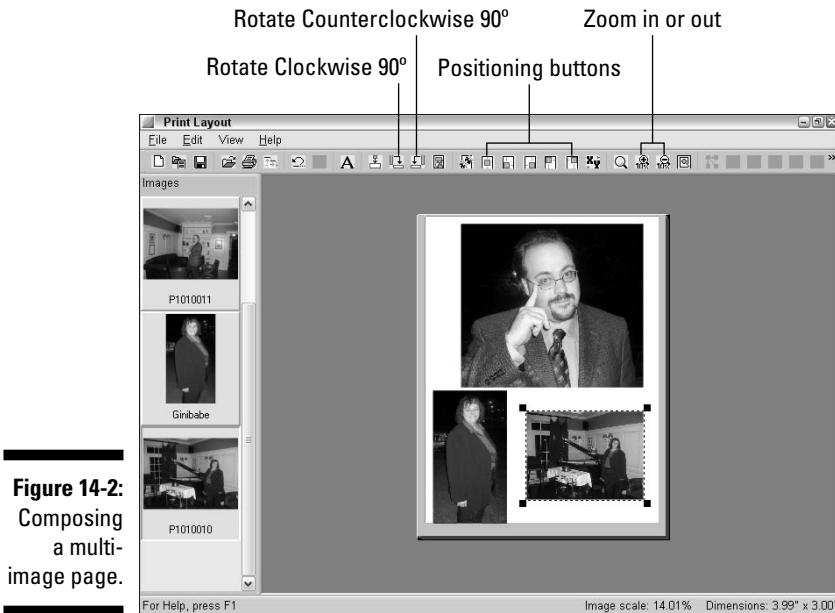 Rotate Counterclockwise 90º
Zoom in or out
Rotate Clockwise 90º
Positioning buttons
Print Layout
File Edit View Help
Images
P1010011
Ginibabe
P1010010
For Help, press F1
Image scale: 14.01% Dimensions: 3.99" x 3.00
Figure 14-2:
Composing
a multi-
image page.